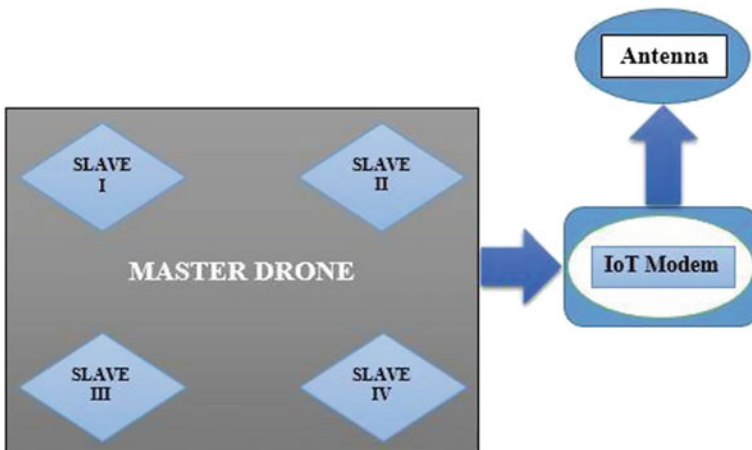 Antenna
SLAVE
I
SLAVE
II
MASTER DRONE
IoT Modem
SLAVE
III
SLAVE
IV